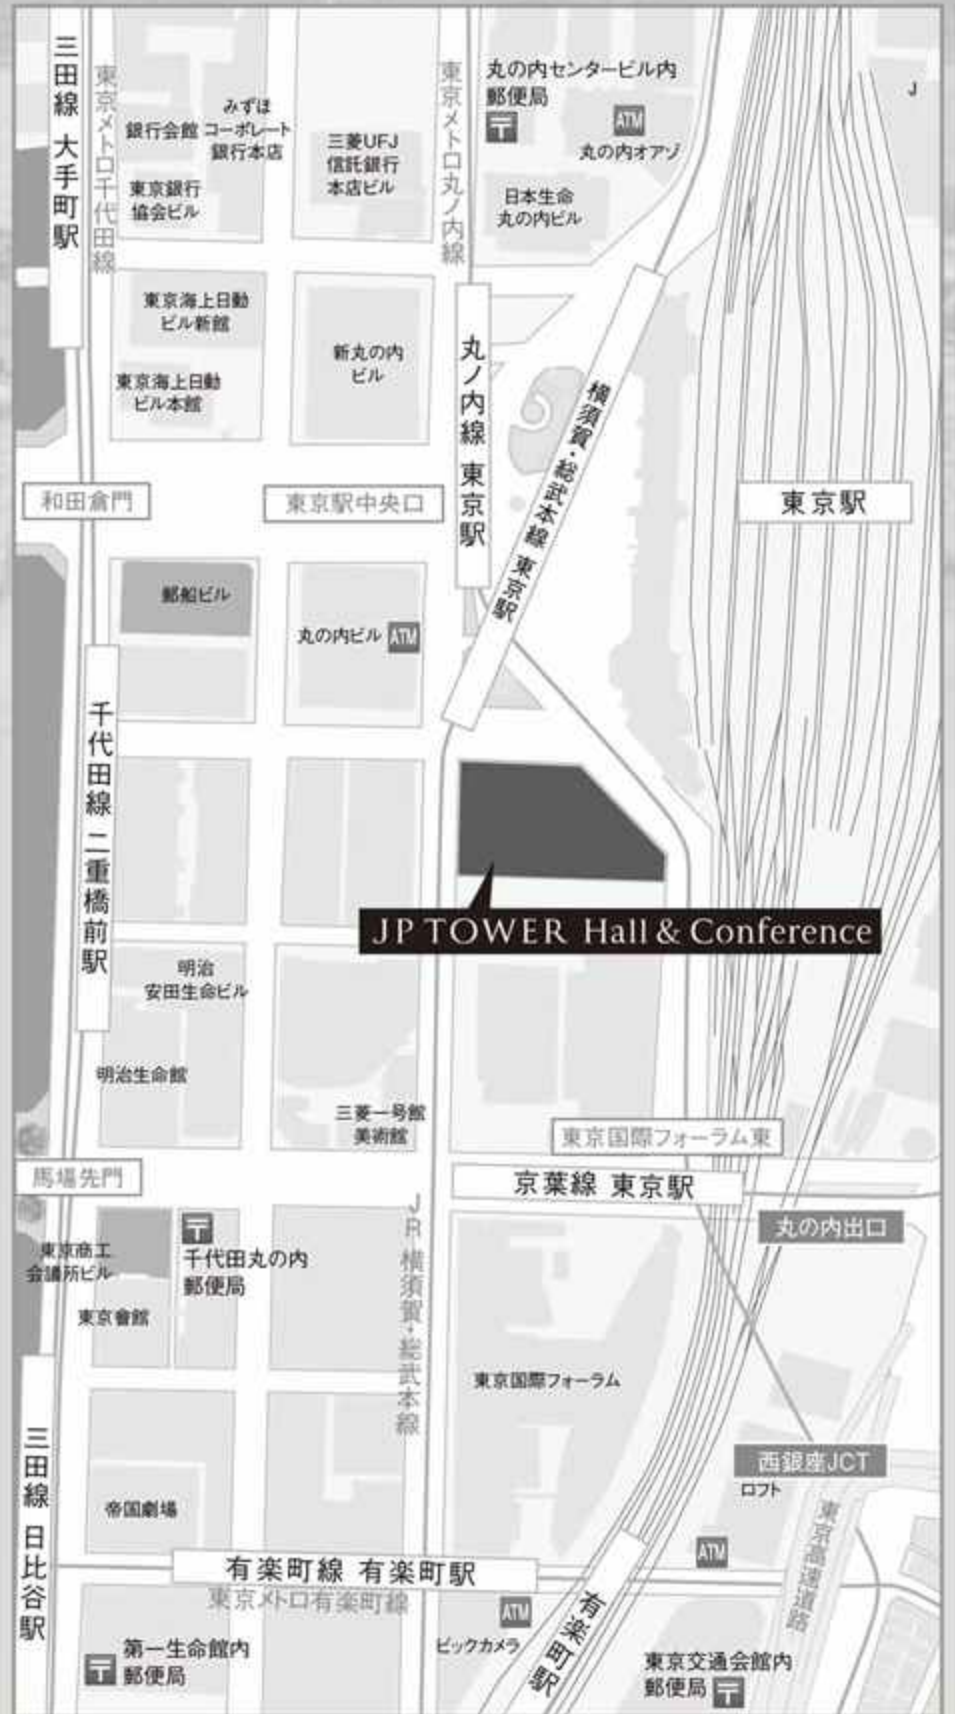 三田線 大手町駅
東京メトロ千代田線
銀行会館
みずほ
コーポレート
銀行本店
東京銀行
協会ビル
三菱UFJ
信託銀行
本店ビル
東京メトロ丸ノ内線
丸の内センタービル内
郵便局
ATM
丸の内オアゾ
日本生命
丸の内ビル
J
東京海上日動
ビル新館
東京海上日動
ビル本館
新丸の内
ビル
丸ノ内線 東京駅
横須賀・総武本線 東京駅
和田倉門
東京駅中央口
東京駅
郵船ビル
丸の内ビル ATM
千代田線 二重橋前駅
JP TOWER Hall & Conference
明治
安田生命ビル
明治生命館
三菱一号館
美術館
東京国際フォーラム東
馬場先門
京葉線 東京駅
丸の内出口
東京商工
会議所ビル
千代田丸の内
郵便局
東京會館
JR 横須賀・総武本線
東京国際フォーラム
西銀座JCT
ロフト
三田線 日比谷駅
帝国劇場
東京高速道路
ATM
有楽町線 有楽町駅
東京メトロ有楽町線
ATM
ビックカメラ
有楽町駅
第一生命館内
郵便局
東京交通会館内
郵便局